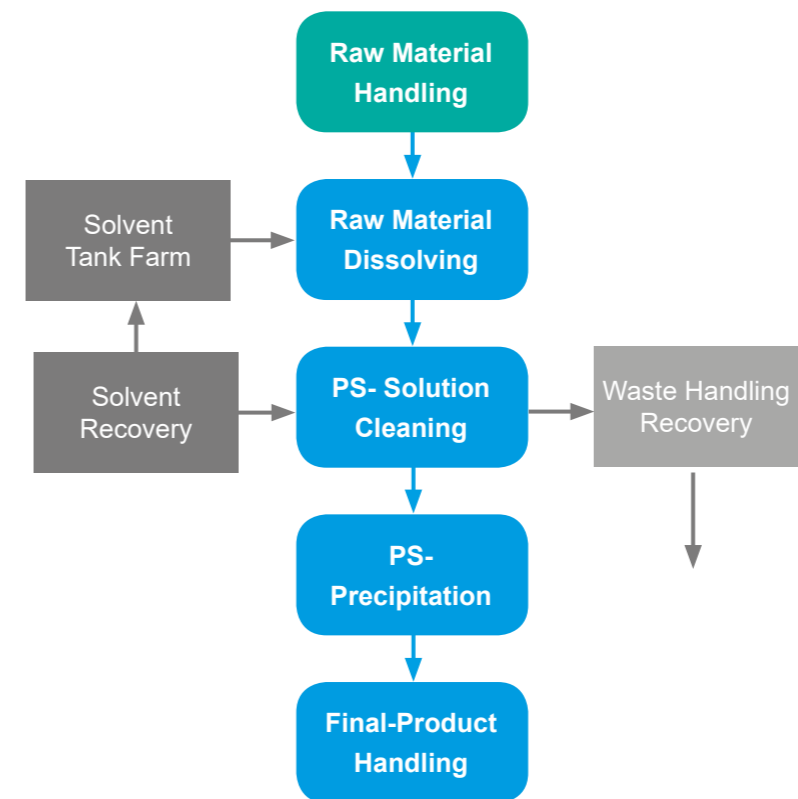 Raw Material
Handling
Solvent
Tank Farm
Raw Material
Dissolving
Solvent
Recovery
PS- Solution
Cleaning
Waste Handling
Recovery
PS-
Precipitation
Final-Product
Handling